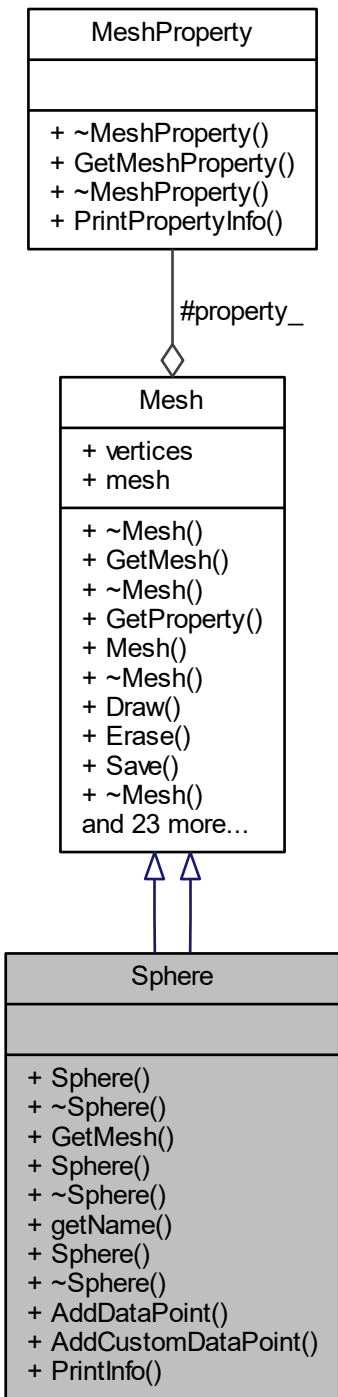 MeshProperty
+ ~MeshProperty()
+ GetMeshProperty()
+ ~MeshProperty()
+ PrintPropertyInfo()
#property_
Mesh
+ vertices
+ mesh
+ ~Mesh()
+ GetMesh()
+ ~Mesh()
+ GetProperty()
+ Mesh()
+ ~Mesh()
+ Draw()
+ Erase()
+ Save()
+ ~Mesh()
and 23 more...
Sphere
+ Sphere()
+ ~Sphere()
+ GetMesh()
+ Sphere()
+ ~Sphere()
+ getName()
+ Sphere()
+ ~Sphere()
+ AddDataPoint()
+ AddCustomDataPoint()
+ PrintInfo()